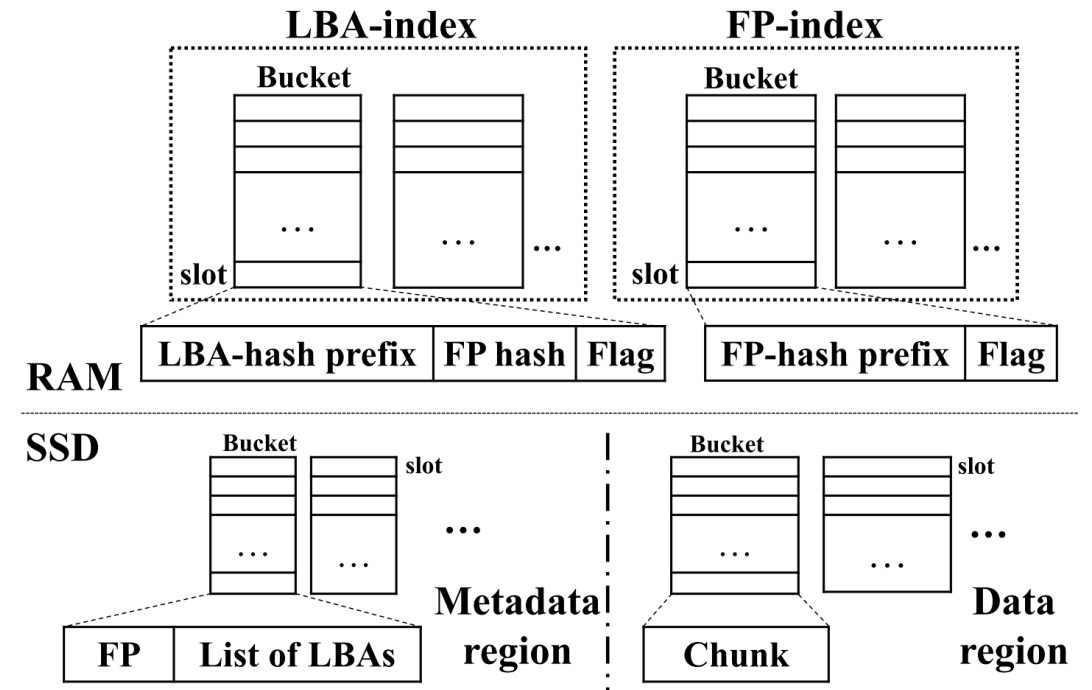 LBA-index
FP-index
Bucket
Bucket
...
...
...
...
...
...
slot
slot
LBA-hash prefix FP hash Flag
FP-hash prefix Flag
RAM
SSD
Bucket
slot
Bucket
slot
...
...
...
...
...
...
Metadata
region
Data
region
FP List of LBAs
Chunk